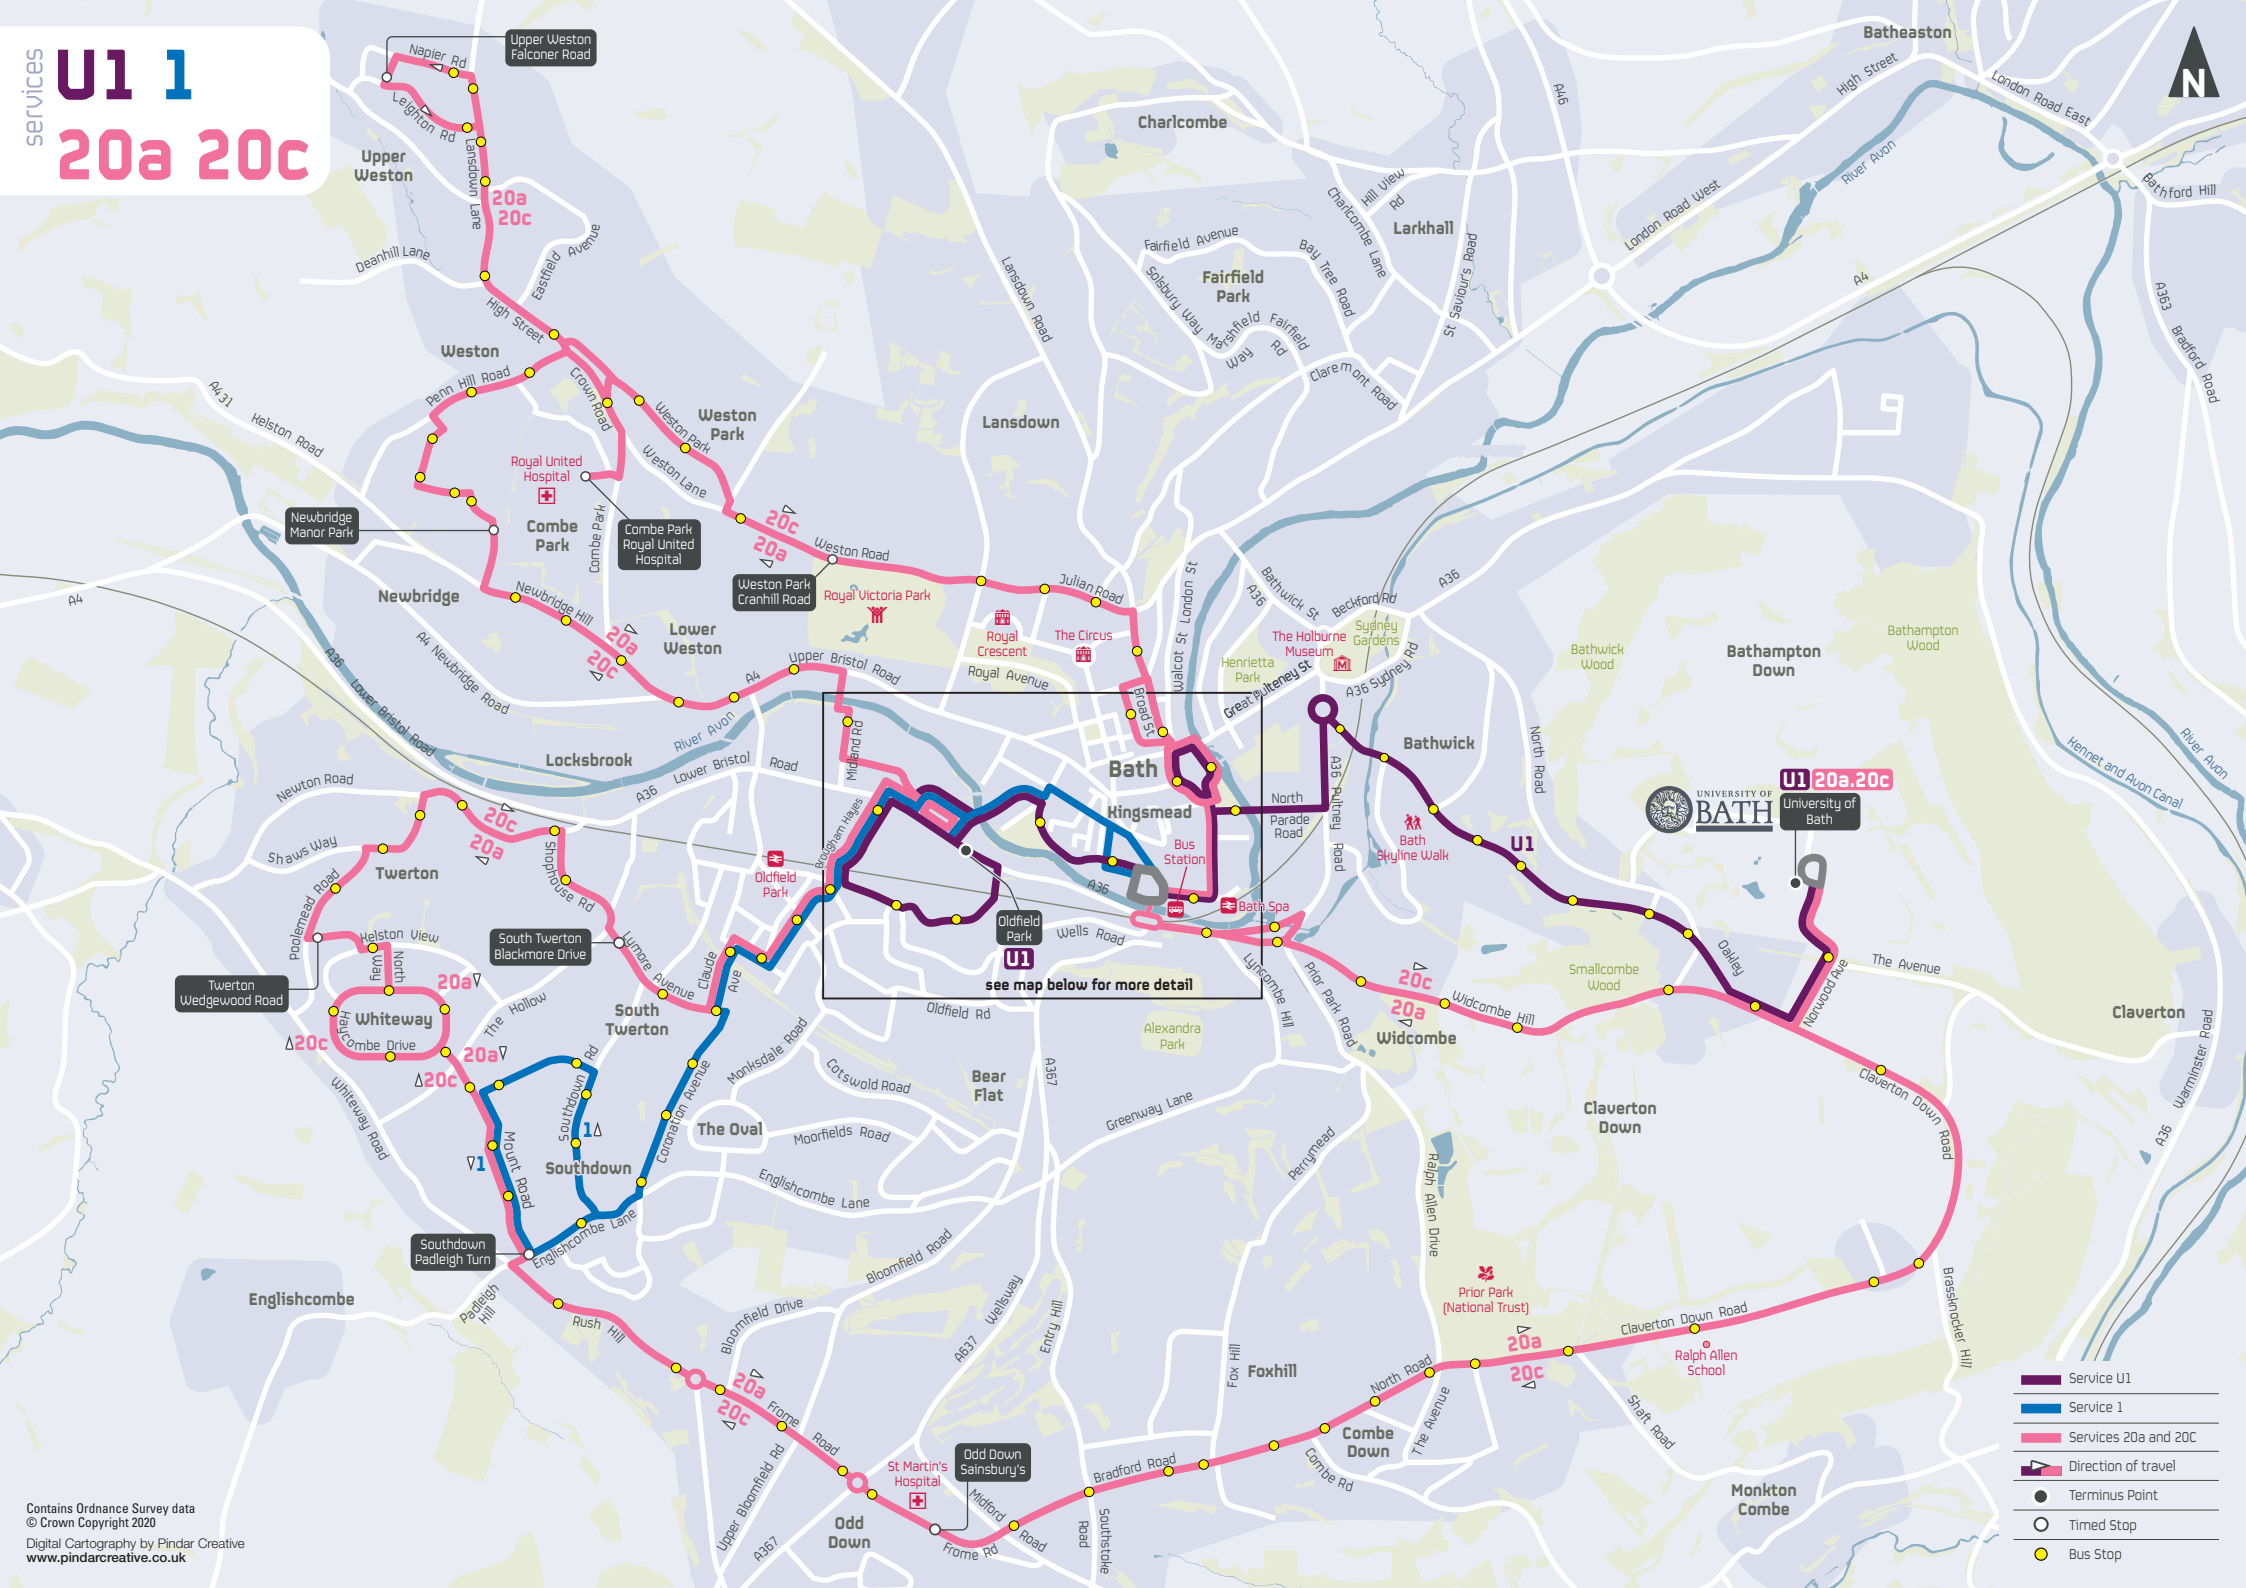 services
U1 1
20a 20c
Upper Weston
Falconer Road
Napier Rd
Leighton Rd
Lansdown Lane
Upper
Weston
20a
20c
Deanhill Lane
Eastfield Avenue
High Street
Weston
Penn Hill Road
Crown Road
A431
Kelston Road
Weston Park
Weston
Park
Weston Lane
Royal United
Hospital
Newbridge
Manor Park
Combe
Park
Combe Park
Combe Park
Royal United
Hospital
20c
20a
Weston Road
Weston Park
Cranhill Road
Royal Victoria Park
Newbridge
Newbridge Hill
20a
20c
Lower
Weston
A4
A4 Newbridge Road
A36
Lower Bristol Road
A4
Upper Bristol Road
River Avon
Locksbrook
Lower Bristol Road
A36
Midland Rd
Charlcombe
Batheaston
High Street
London Road East
A46
N
Hill View
Rd
Charlcombe Lane
Larkhall
London Road West
River Avon
Bathford Hill
Fairfield Avenue
Fairfield
Park
Bay Tree Road
St Saviour's Road
Solsbury Way
Marshfield
Way
Fairfield
Rd
Claremont Road
Lansdown Road
Lansdown
A4
A363
Bradford Road
Julian Road
Royal
Crescent
The Circus
Royal Avenue
Walcot St
London St
Broad St
Bathwick St
A36
Beckford Rd
A36
The Holburne
Museum
Sydney
Gardens
Henrietta
Park
Great Pulteney St
A36 Sydney Rd
Bathwick
Wood
Bathampton
Down
Bathampton
Wood
Bath
Kingsmead
Bathwick
North Road
North
Parade
Road
A36 Pultney Road
Bath
Skyline Walk
U1
UNIVERSITY OF
BATH
U1 20a.20c
University of
Bath
Kennet and Avon Canal
River Avon
Bus
Station
Bath Spa
A36
Newton Road
Shaws Way
Twerton
20c
20a
Shophouse Rd
Poolemead Road
Kelston View
North
Way
Twerton
Wedgewood Road
South Twerton
Blackmore Drive
Lymore Avenue
Claude
Ave
Brougham Hayes
Oldfield
Park
Oldfield
Park
U1
see map below for more detail
Wells Road
Lyncombe Hill
Prior Park Road
20c
20a
Widcombe Hill
Widcombe
Smallcombe
Wood
Oakley
Norwood Ave
The Avenue
Claverton
Warminster Road
A36
20a
Whiteway
The Hollow
South
Twerton
20c
Haycombe Drive
20a
20c
Whiteway Road
Southdown
Rd
1
1
Mount Road
Southdown
Coronation Avenue
Monksdale Road
Oldfield Rd
Cotswold Road
Bear
Flat
A367
Alexandra
Park
Greenway Lane
The Oval
Moorfields Road
Englishcombe Lane
Englishcombe Lane
Perrymead
Ralph Allen Drive
Claverton
Down
Claverton Down Road
Brassknocker Hill
Southdown
Padleigh Turn
Englishcombe
Padleigh
Hill
Rush Hill
Bloomfield Drive
Bloomfield Road
Wellsway
A637
Entry Hill
Prior Park
(National Trust)
20a
20c
Claverton Down Road
Ralph Allen
School
Fox Hill
Foxhill
North Road
The Avenue
Shaft Road
Combe
Down
Combe Rd
20a
20c
Frome Road
Upper Bloomfield Rd
A367
St Martin's
Hospital
Odd Down
Sainsbury's
Odd
Down
Midford Road
Frome Rd
Bradford Road
Southstoke
Road
Monkton
Combe
Service U1
Service 1
Services 20a and 20C
Direction of travel
Terminus Point
Timed Stop
Bus Stop
Contains Ordnance Survey data
© Crown Copyright 2020
Digital Cartography by Pindar Creative
www.pindarcreative.co.uk